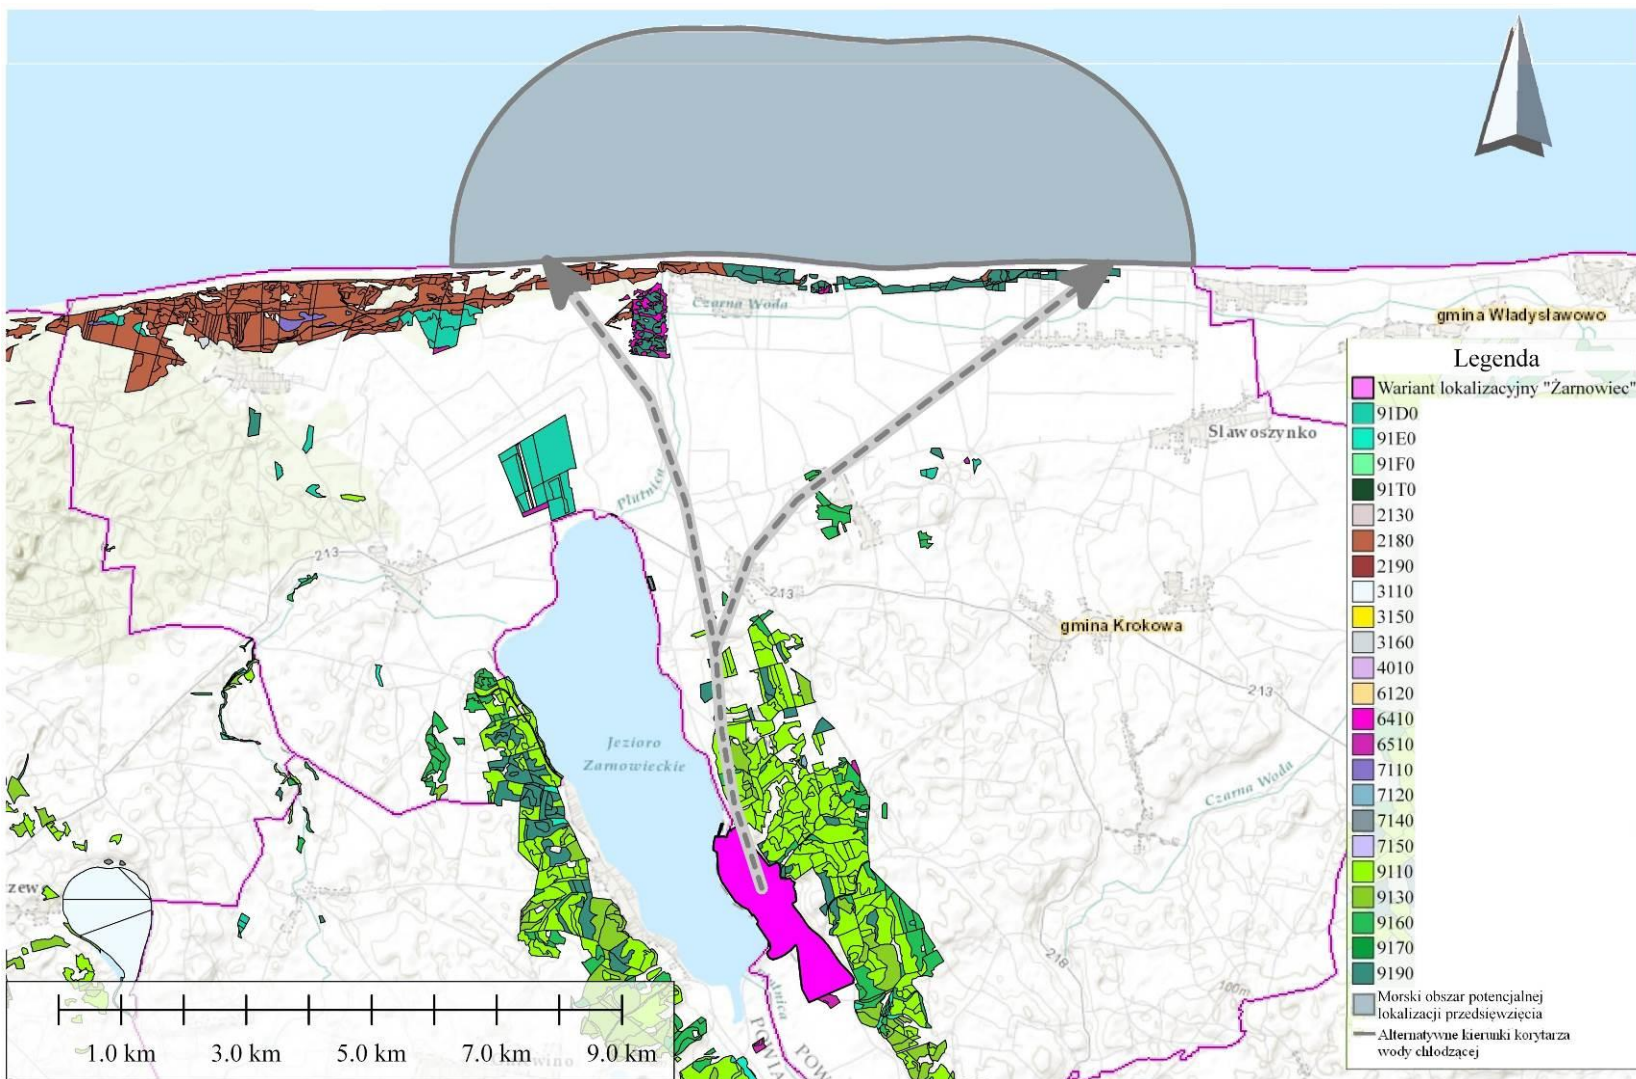 Czarna Woda
gmina Władysławowo
Legenda
Wariant lokalizacyjny "Żarnowiec"
91D0
91E0
91F0
91T0
2130
2180
2190
3110
3150
3160
4010
6120
6410
6510
7110
7120
7140
7150
9110
9130
9160
9170
9190
Morski obszar potencjalnej
lokalizacji przedsięwzięcia
Alternatywne kierunki korytarza
wody chłodzącej
Sławoszynko
Płutnica
213
213
gmina Krokowa
213
Jezioro
Żarnowieckie
Czarna Woda
zew
218
100m
1.0 km
3.0 km
5.0 km
7.0 km
9.0 km